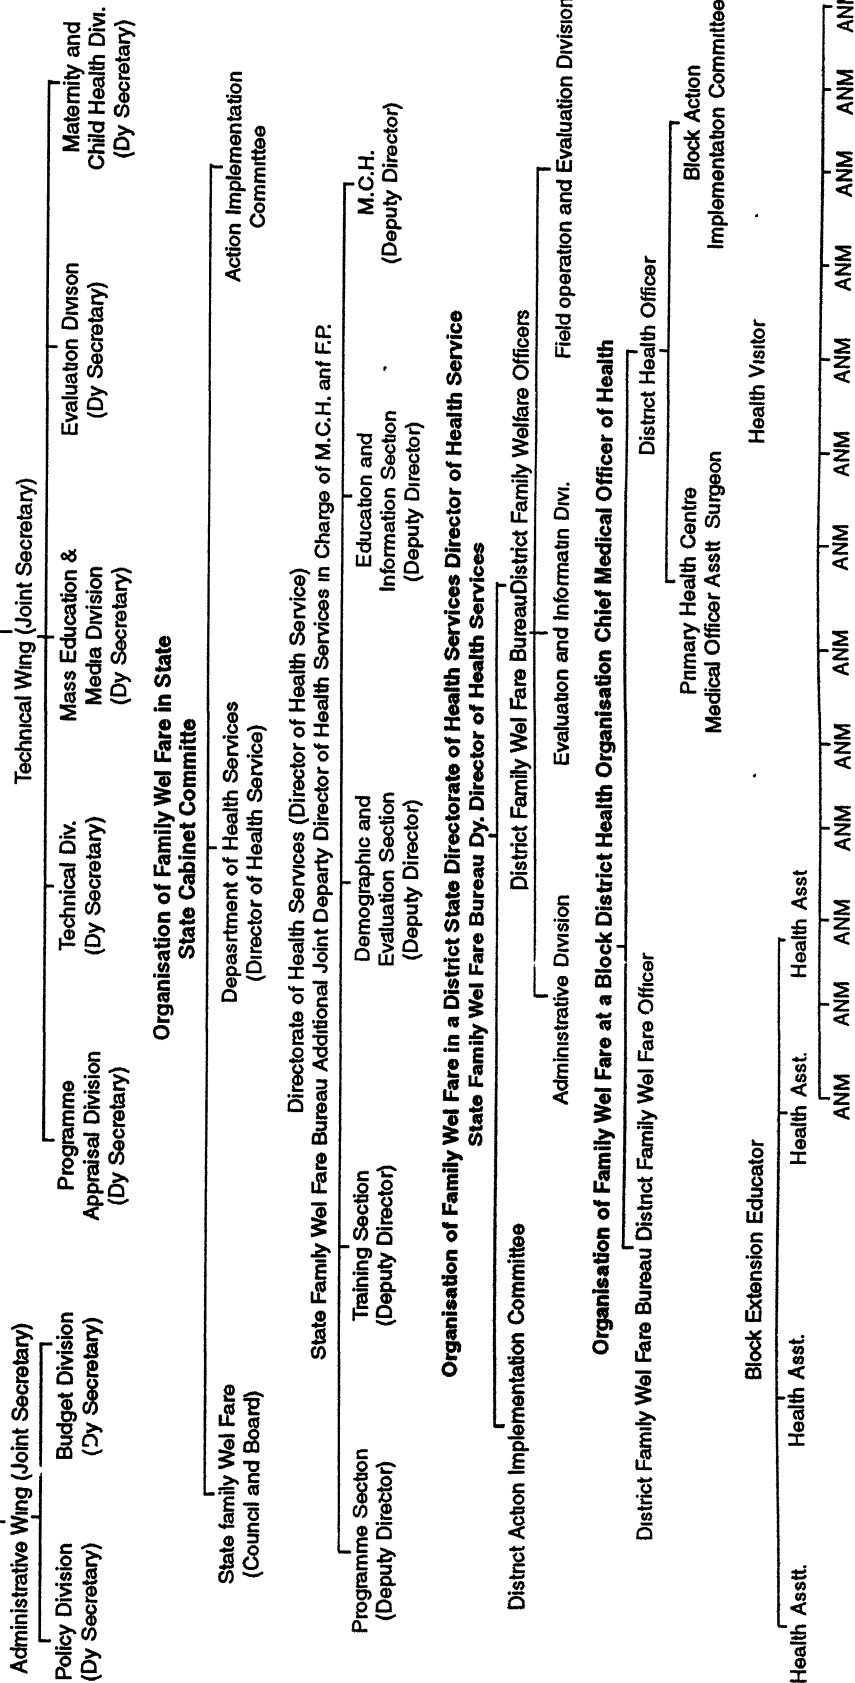 Administrative Wing (Joint Secretary) Technical Wing (Joint Secretary)
Policy Division Budget Division Programme Technical Div. Mass Education & Evaluation Divison Maternity and
(Dy Secretary) (Dy Secretary) Appraisal Division (Dy Secretary) Media Division (Dy Secretary) Child Health Divi.
(Dy Secretary) (Dy Secretary) (Dy Secretary)
Organisation of Family Wel Fare in State
State Cabinet Committe
State family Wel Fare Depasrtment of Health Services Action Implementation
(Council and Board) (Director of Health Service) Committee
Directorate of Health Services (Director of Health Service)
State Family Wel Fare Bureau Additional Joint Departy Director of Health Services in Charge of M.C.H. anf F.P.
Programme Section Training Section Demographic and Education and M.C.H.
(Deputy Director) (Deputy Director) Evaluation Section Information Section (Deputy Director)
(Deputy Director) (Deputy Director)
Organisation of Family Wel Fare in a District State Directorate of Health Services Director of Health Service
State Family Wel Fare Bureau Dy. Director of Health Services
District Action Implementation Committee District Family Wel Fare BureauDistrict Family Welfare Officers
Administrative Division Evaluation and Informatin Divi. Field operation and Evaluation Division
Organisation of Family Wel Fare at a Block District Health Organisation Chief Medical Officer of Health
District Family Wel Fare Bureau District Family Wel Fare Officer District Health Officer
Primary Health Centre Block Action
Medical Officer Asstt Surgeon Implementation Committee
Block Extension Educator Health Visitor
Health Asstt. Health Asst. Health Asst. Health Asst
ANM ANM ANM ANM ANM ANM ANM ANM ANM ANM ANM ANM ANM